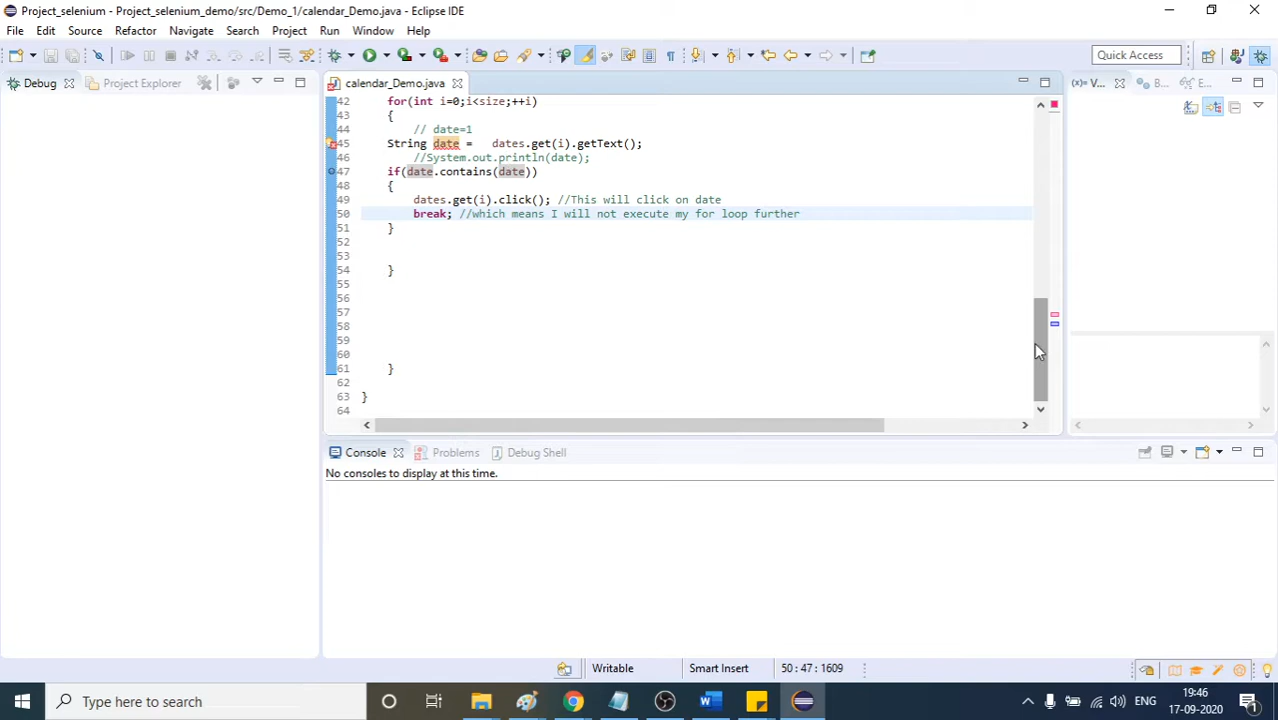 Project_selenium - Project_selenium_demo/src/Demo_1/calendar_Demo.java - Eclipse IDE
File Edit Source Refactor Navigate Search Project Run Window Help
Quick Access
Debug Project Explorer calendar_Demo.java V... B... E...
42 for(int i=0;i<size;++i)
43 {
44 // date=1
45 String date = dates.get(i).getText();
46 //System.out.println(date);
47 if(date.contains(date))
48 {
49 dates.get(i).click(); //This will click on date
50 break; //which means I will not execute my for loop further
51 }
52
53
54 }
55
56
57
58
59
60
61 }
62
63 }
64
Console Problems Debug Shell
No consoles to display at this time.
Writable Smart Insert 50 : 47 : 1609
Type here to search ENG 19:46
17-09-2020